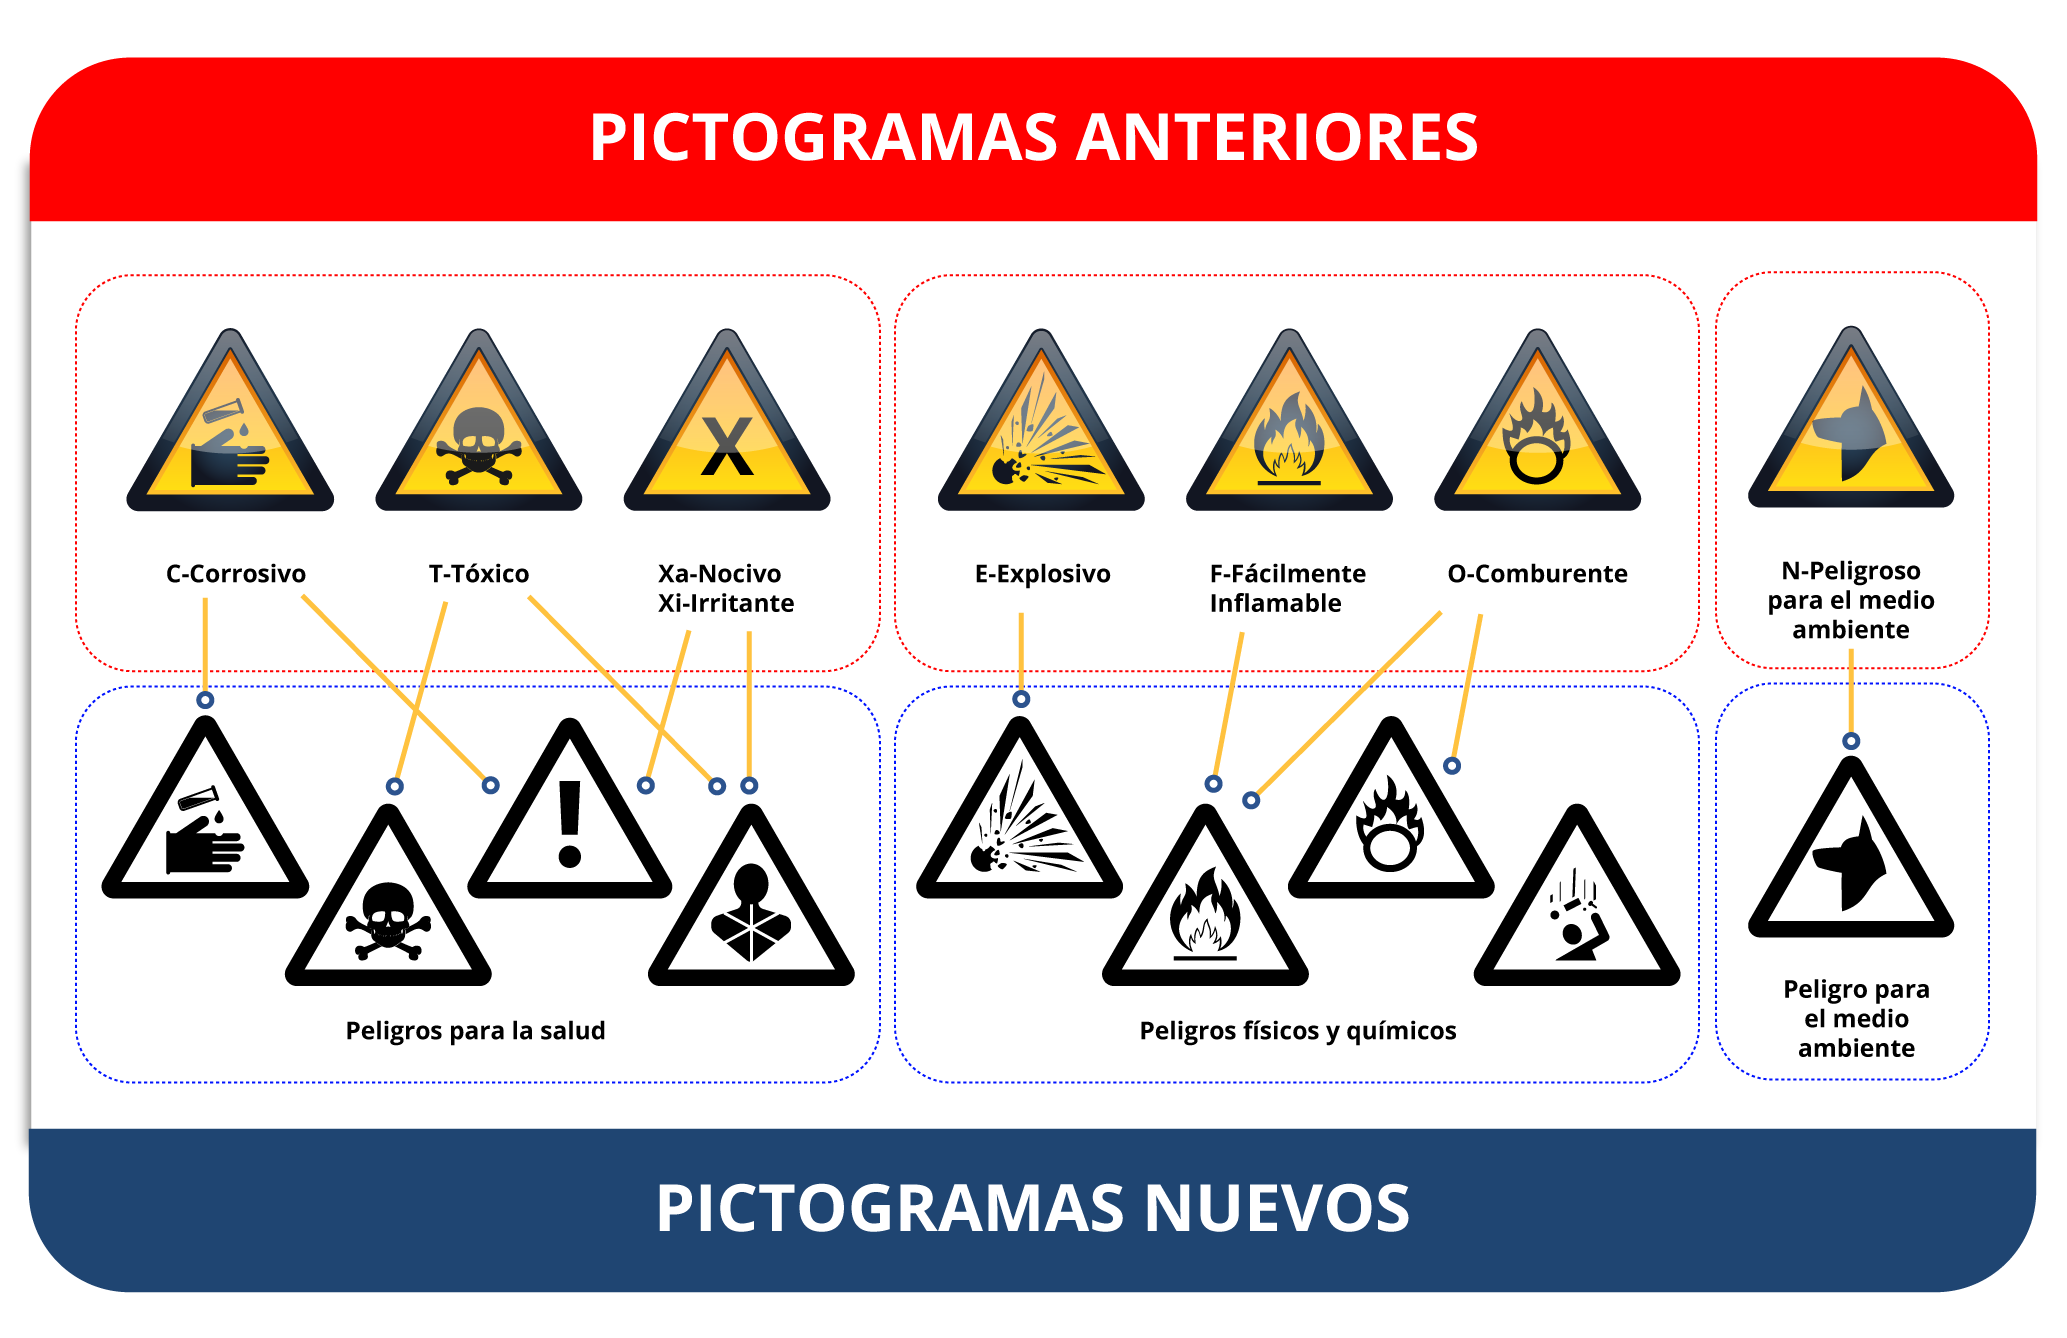 PICTOGRAMAS ANTERIORES
X
C-Corrosivo
T-Tóxico
Xa-Nocivo
Xi-Irritante
E-Explosivo
F-Fácilmente
Inflamable
O-Comburente
N-Peligroso
para el medio
ambiente
!
Peligros para la salud
Peligros físicos y químicos
Peligro para
el medio
ambiente
PICTOGRAMAS NUEVOS